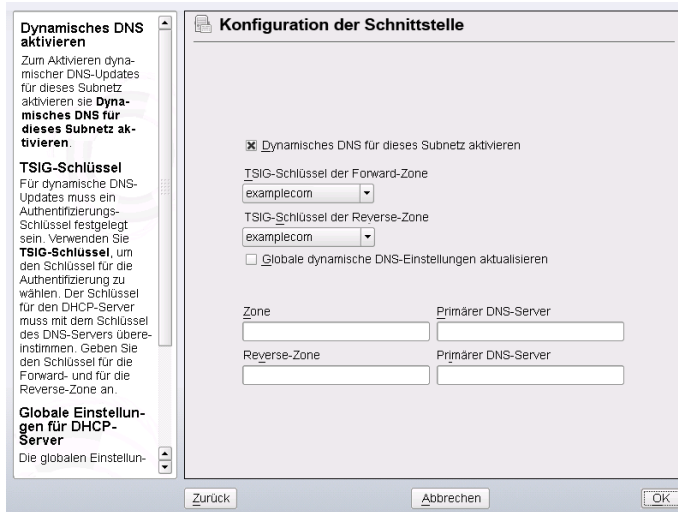 Dynamisches DNS
aktivieren
Zum Aktivieren dyna-
mischer DNS-Updates
für dieses Subnetz
aktivieren sie Dyna-
misches DNS für
dieses Subnetz ak-
tivieren.
TSIG-Schlüssel
Für dynamische DNS-
Updates muss ein
Authentifizierungs-
Schlüssel festgelegt
sein. Verwenden Sie
TSIG-Schlüssel, um
den Schlüssel für die
Authentifizierung zu
wählen. Der Schlüssel
für den DHCP-Server
muss mit dem Schlüssel
des DNS-Servers übere-
instimmen. Geben Sie
den Schlüssel für die
Forward- und für die
Reverse-Zone an.
Globale Einstellun-
gen für DHCP-
Server
Die globalen Einstellun-
Konfiguration der Schnittstelle
Dynamisches DNS für dieses Subnetz aktivieren
TSIG-Schlüssel der Forward-Zone
examplecom
TSIG-Schlüssel der Reverse-Zone
examplecom
Globale dynamische DNS-Einstellungen aktualisieren
Zone Primärer DNS-Server
Reverse-Zone Primärer DNS-Server
Zurück Abbrechen OK